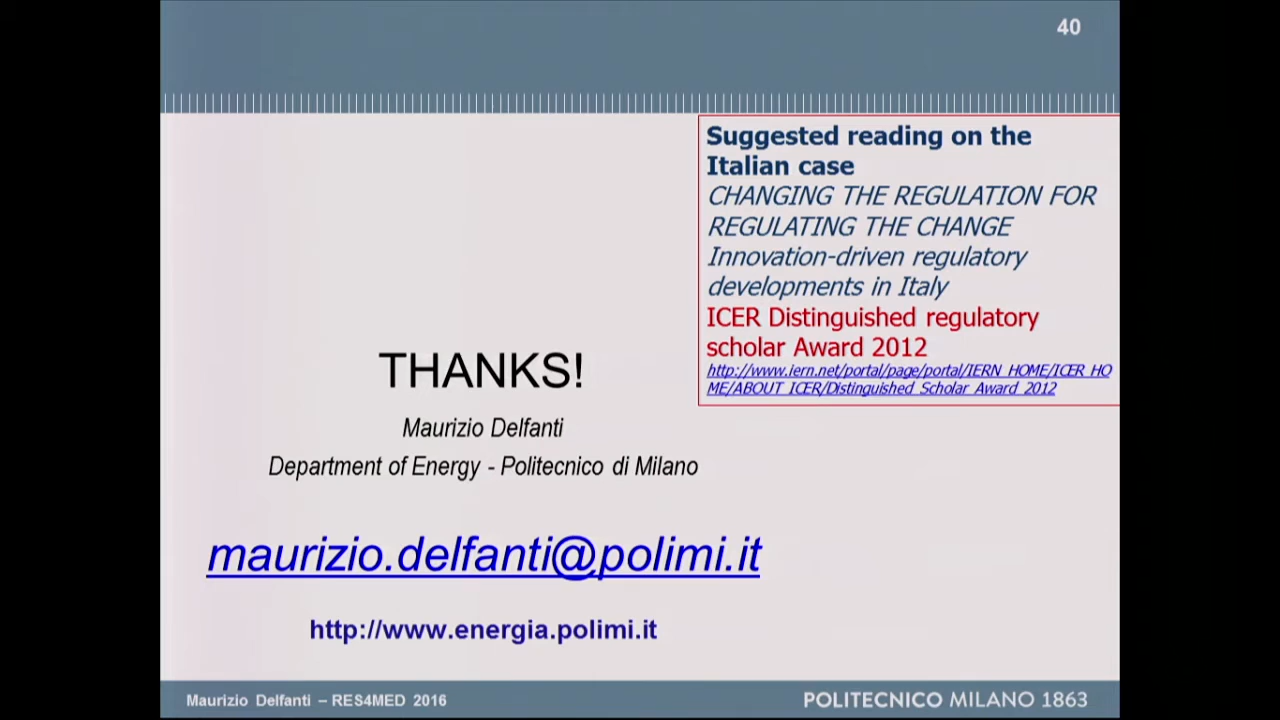 40
Suggested reading on the
Italian case
CHANGING THE REGULATION FOR
REGULATING THE CHANGE
Innovation-driven regulatory
developments in Italy
ICER Distinguished regulatory
scholar Award 2012
http://www.iern.net/portal/page/portal/IERN_HOME/ICER_HO
ME/ABOUT_ICER/Distinguished_Scholar_Award_2012
THANKS!
Maurizio Delfanti
Department of Energy - Politecnico di Milano
maurizio.delfanti@polimi.it
http://www.energia.polimi.it
Maurizio Delfanti – RES4MED 2016
POLITECNICO MILANO 1863